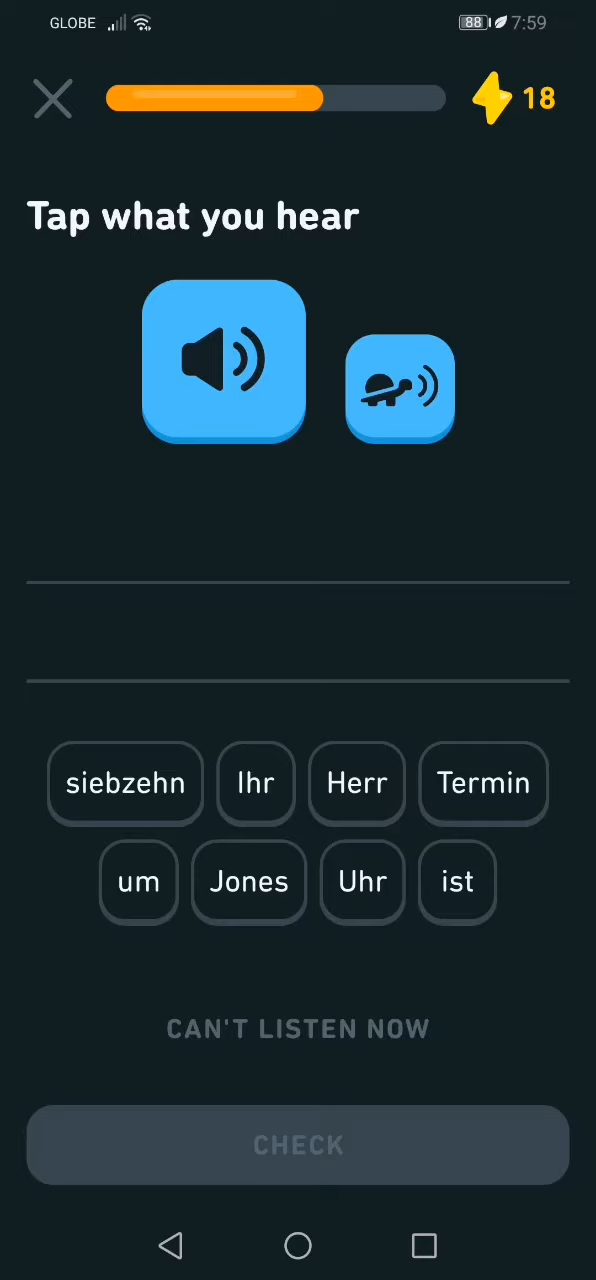 GLOBE 88 7:59
18
Tap what you hear
siebzehn Ihr Herr Termin
um Jones Uhr ist
CAN'T LISTEN NOW
CHECK